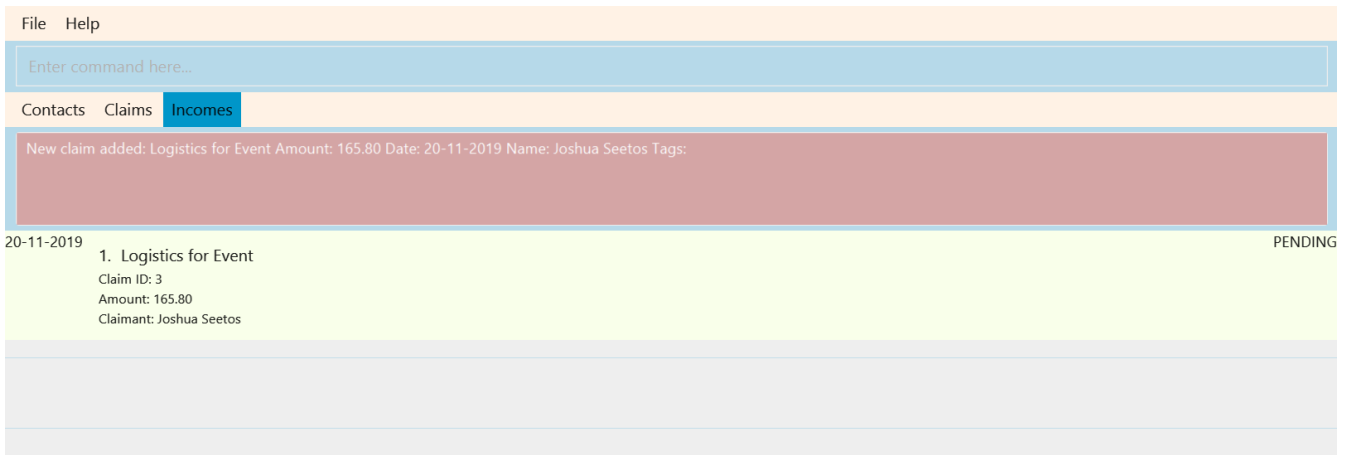 File Help
Enter command here...
Contacts Claims Incomes
New claim added: Logistics for Event Amount: 165.80 Date: 20-11-2019 Name: Joshua Seetos Tags:
20-11-2019 PENDING
1. Logistics for Event
Claim ID: 3
Amount: 165.80
Claimant: Joshua Seetos